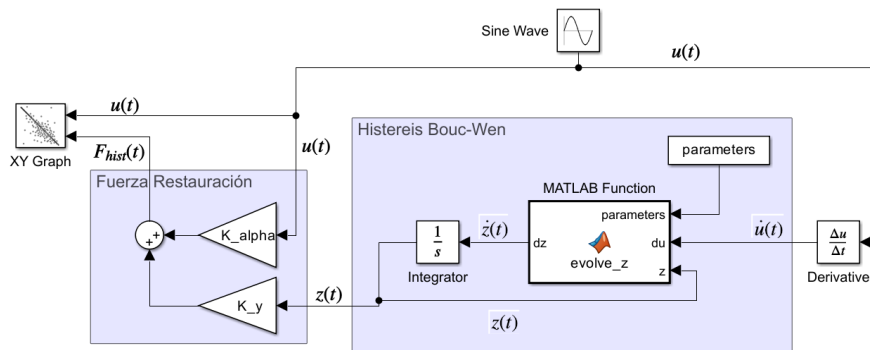 Sine Wave
u(t)
u(t)
XY Graph
F_hist(t)
u(t)
Fuerza Restauración
K_alpha
+
+
K_y
z(t)
Histereis Bouc-Wen
parameters
MATLAB Function
parameters
dz
du
z
evolve_z
ż(t)
1
s
Integrator
z(t)
u̇(t)
Δu
Δt
Derivative